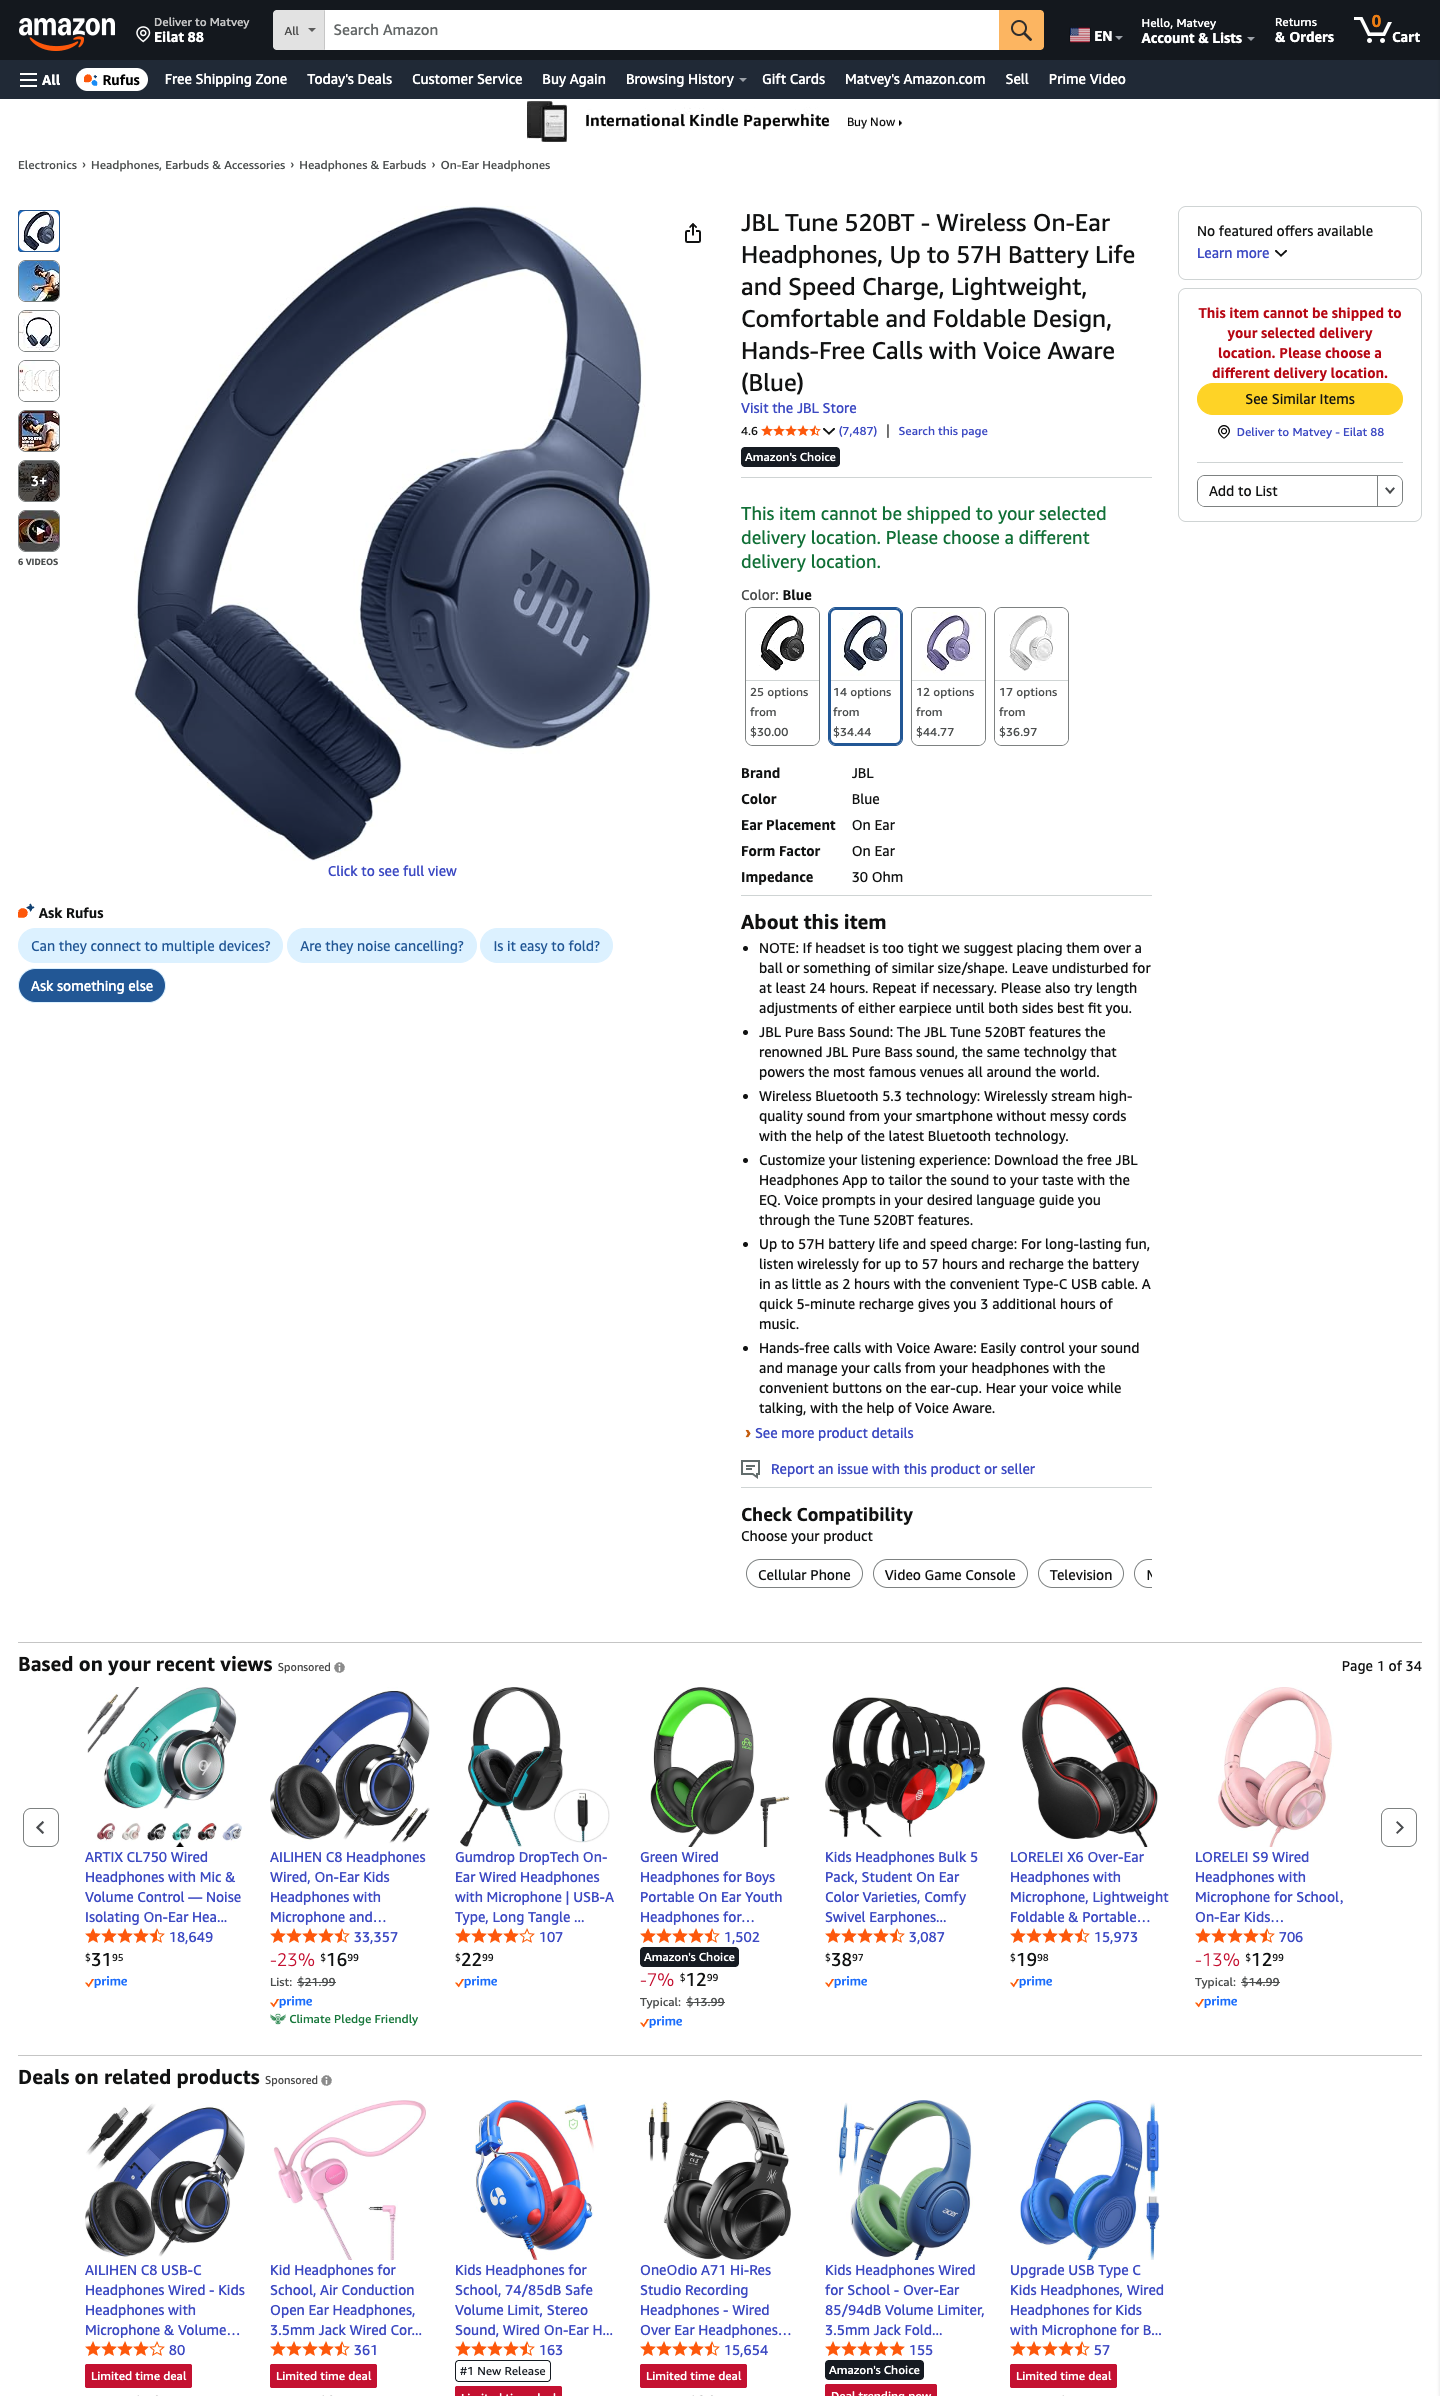 amazon
Deliver to Matvey
Eilat 88
All
Search Amazon
EN
Hello, Matvey
Account & Lists
Returns
& Orders
0
Cart
All
Rufus
Free Shipping Zone
Today's Deals
Customer Service
Buy Again
Browsing History
Gift Cards
Matvey's Amazon.com
Sell
Prime Video
International Kindle Paperwhite
Buy Now
Electronics › Headphones, Earbuds & Accessories › Headphones & Earbuds › On-Ear Headphones
3+
6 VIDEOS
JBL
Click to see full view
Ask Rufus
Can they connect to multiple devices?
Are they noise cancelling?
Is it easy to fold?
Ask something else
JBL Tune 520BT - Wireless On-Ear
Headphones, Up to 57H Battery Life
and Speed Charge, Lightweight,
Comfortable and Foldable Design,
Hands-Free Calls with Voice Aware
(Blue)
Visit the JBL Store
4.6
(7,487) | Search this page
Amazon's Choice
This item cannot be shipped to your selected
delivery location. Please choose a different
delivery location.
Color: Blue
25 options
from
$30.00
14 options
from
$34.44
12 options
from
$44.77
17 options
from
$36.97
Brand JBL
Color Blue
Ear Placement On Ear
Form Factor On Ear
Impedance 30 Ohm
About this item
• NOTE: If headset is too tight we suggest placing them over a
ball or something of similar size/shape. Leave undisturbed for
at least 24 hours. Repeat if necessary. Please also try length
adjustments of either earpiece until both sides best fit you.
• JBL Pure Bass Sound: The JBL Tune 520BT features the
renowned JBL Pure Bass sound, the same technolgy that
powers the most famous venues all around the world.
• Wireless Bluetooth 5.3 technology: Wirelessly stream high-
quality sound from your smartphone without messy cords
with the help of the latest Bluetooth technology.
• Customize your listening experience: Download the free JBL
Headphones App to tailor the sound to your taste with the
EQ. Voice prompts in your desired language guide you
through the Tune 520BT features.
• Up to 57H battery life and speed charge: For long-lasting fun,
listen wirelessly for up to 57 hours and recharge the battery
in as little as 2 hours with the convenient Type-C USB cable. A
quick 5-minute recharge gives you 3 additional hours of
music.
• Hands-free calls with Voice Aware: Easily control your sound
and manage your calls from your headphones with the
convenient buttons on the ear-cup. Hear your voice while
talking, with the help of Voice Aware.
› See more product details
Report an issue with this product or seller
Check Compatibility
Choose your product
Cellular Phone
Video Game Console
Television
No featured offers available
Learn more
This item cannot be shipped to
your selected delivery
location. Please choose a
different delivery location.
See Similar Items
Deliver to Matvey - Eilat 88
Add to List
Based on your recent views Sponsored
Page 1 of 34
ARTIX CL750 Wired
Headphones with Mic &
Volume Control — Noise
Isolating On-Ear Hea...
18,649
$31.95
prime
AILIHEN C8 Headphones
Wired, On-Ear Kids
Headphones with
Microphone and...
33,357
-23% $16.99
List: $21.99
prime
Climate Pledge Friendly
Gumdrop DropTech On-
Ear Wired Headphones
with Microphone | USB-A
Type, Long Tangle ...
107
$22.99
prime
Green Wired
Headphones for Boys
Portable On Ear Youth
Headphones for...
1,502
Amazon's Choice
-7% $12.99
Typical: $13.99
prime
Kids Headphones Bulk 5
Pack, Student On Ear
Color Varieties, Comfy
Swivel Earphones...
3,087
$38.97
prime
LORELEI X6 Over-Ear
Headphones with
Microphone, Lightweight
Foldable & Portable...
15,973
$19.98
prime
LORELEI S9 Wired
Headphones with
Microphone for School,
On-Ear Kids...
706
-13% $12.99
Typical: $14.99
prime
Deals on related products Sponsored
AILIHEN C8 USB-C
Headphones Wired - Kids
Headphones with
Microphone & Volume...
80
Limited time deal
Kid Headphones for
School, Air Conduction
Open Ear Headphones,
3.5mm Jack Wired Cor...
361
Limited time deal
Kids Headphones for
School, 74/85dB Safe
Volume Limit, Stereo
Sound, Wired On-Ear H...
163
#1 New Release
Limited time deal
OneOdio A71 Hi-Res
Studio Recording
Headphones - Wired
Over Ear Headphones...
15,654
Limited time deal
acer
Kids Headphones Wired
for School - Over-Ear
85/94dB Volume Limiter,
3.5mm Jack Fold...
155
Amazon's Choice
Deal trending now
Upgrade USB Type C
Kids Headphones, Wired
Headphones for Kids
with Microphone for B...
57
Limited time deal